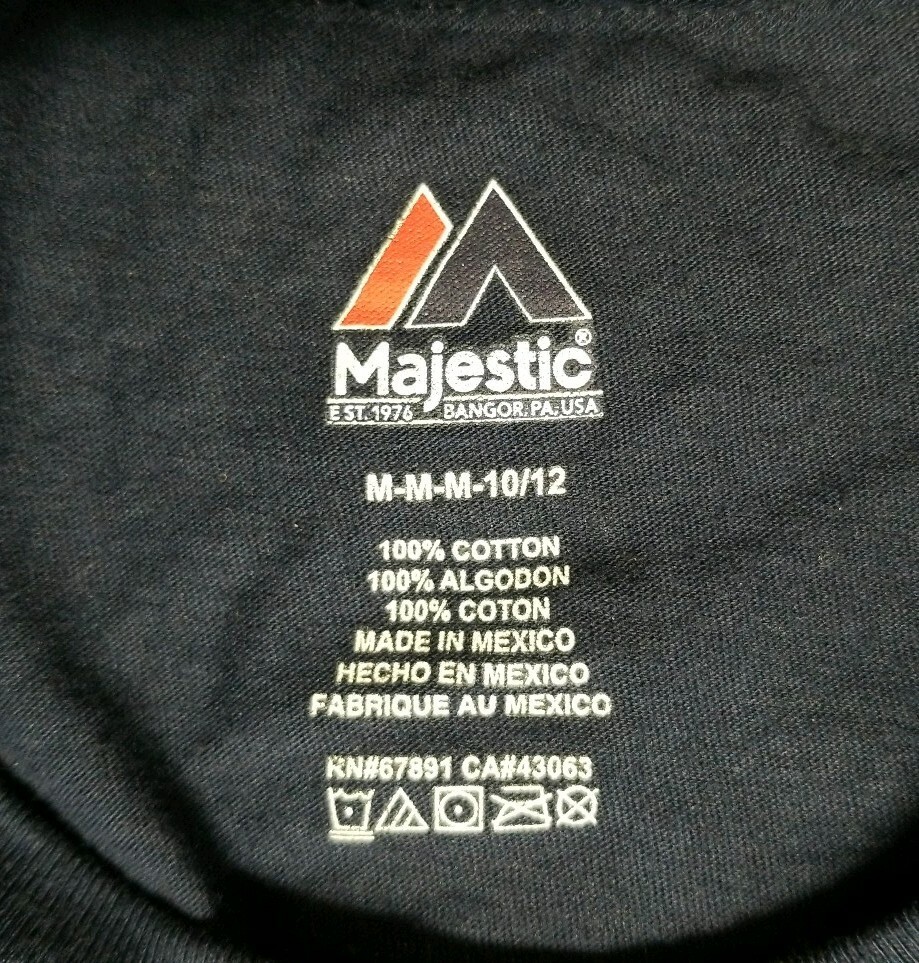 Majestic®
EST. 1976 BANGOR, PA, USA
M-M-M-10/12
100% COTTON
100% ALGODON
100% COTON
MADE IN MEXICO
HECHO EN MEXICO
FABRIQUE AU MEXICO
RN#67891 CA#43063